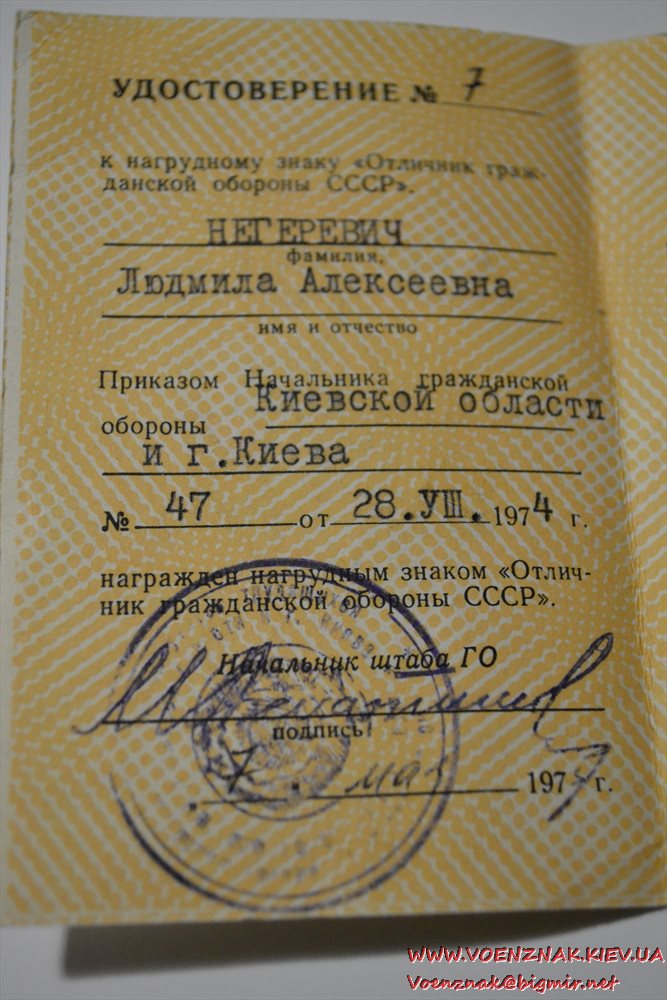 УДОСТОВЕРЕНИЕ № 7
к нагрудному знаку «Отличник граж-
данской обороны СССР».
НЕГЕРЕВИЧ
фамилия,
Людмила Алексеевна
имя и отчество
Приказом Начальника гражданской
обороны Киевской области
и г.Киева
№ 47 от 28.УШ. 1974 г.
награжден нагрудным знаком «Отлич-
ник гражданской обороны СССР».
Начальник штаба ГО
подпись
"7" мая 1977 г.
WWW.VOENZNAK.KIEV.UA
Voenznak@bigmir.net